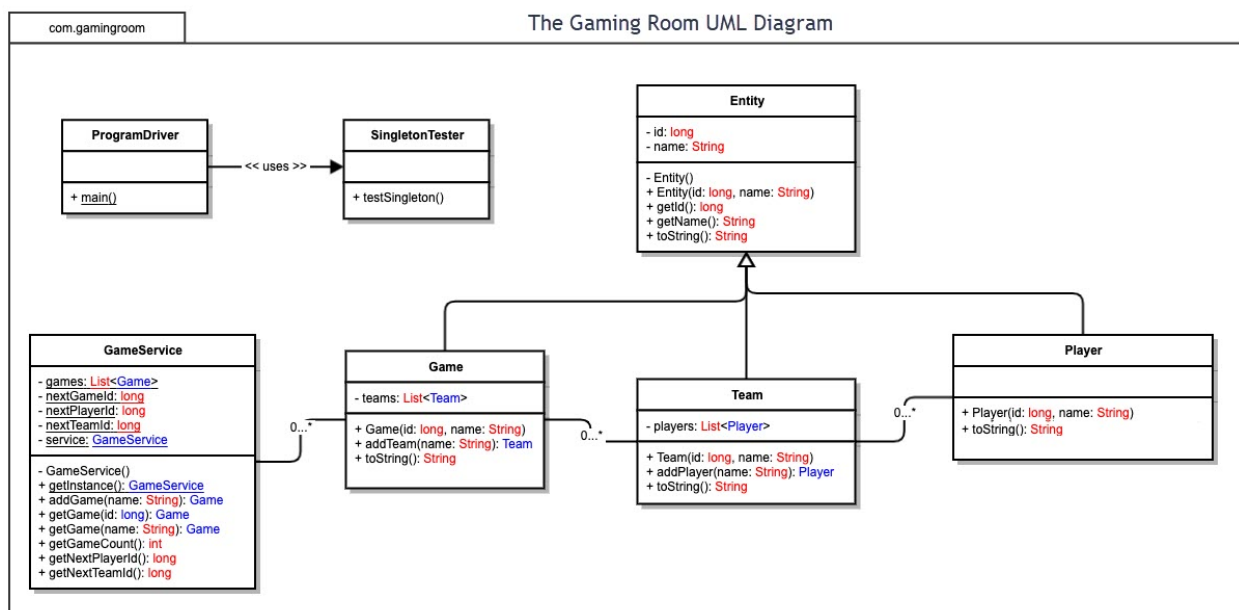 com.gamingroom
The Gaming Room UML Diagram
ProgramDriver
+ main()
<< uses >>
SingletonTester
+ testSingleton()
Entity
- id: long
- name: String
- Entity()
+ Entity(id: long, name: String)
+ getId(): long
+ getName(): String
+ toString(): String
GameService
- games: List<Game>
- nextGameId: long
- nextPlayerId: long
- nextTeamId: long
- service: GameService
- GameService()
+ getInstance(): GameService
+ addGame(name: String): Game
+ getGame(id: long): Game
+ getGame(name: String): Game
+ getGameCount(): int
+ getNextPlayerId(): long
+ getNextTeamId(): long
0...*
Game
- teams: List<Team>
+ Game(id: long, name: String)
+ addTeam(name: String): Team
+ toString(): String
0...*
Team
- players: List<Player>
+ Team(id: long, name: String)
+ addPlayer(name: String): Player
+ toString(): String
0...*
Player
+ Player(id: long, name: String)
+ toString(): String